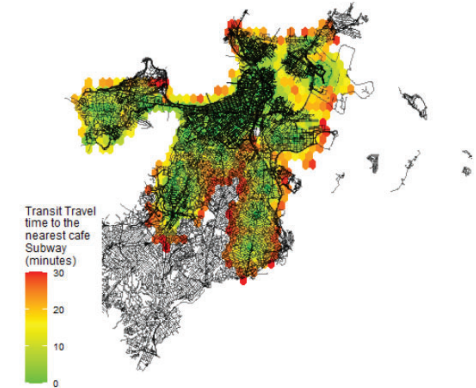 Transit Travel
time to the
nearest cafe
Subway
(minutes)
30
20
10
0